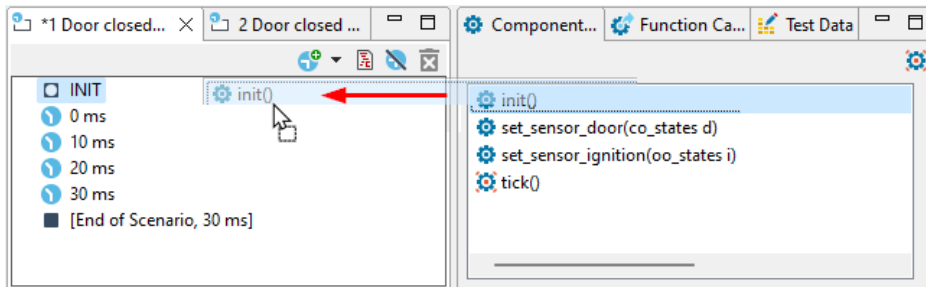 *1 Door closed...
2 Door closed ...
Component...
Function Ca...
Test Data
INIT
init()
0 ms
10 ms
20 ms
30 ms
[End of Scenario, 30 ms]
init()
set_sensor_door(co_states d)
set_sensor_ignition(oo_states i)
tick()